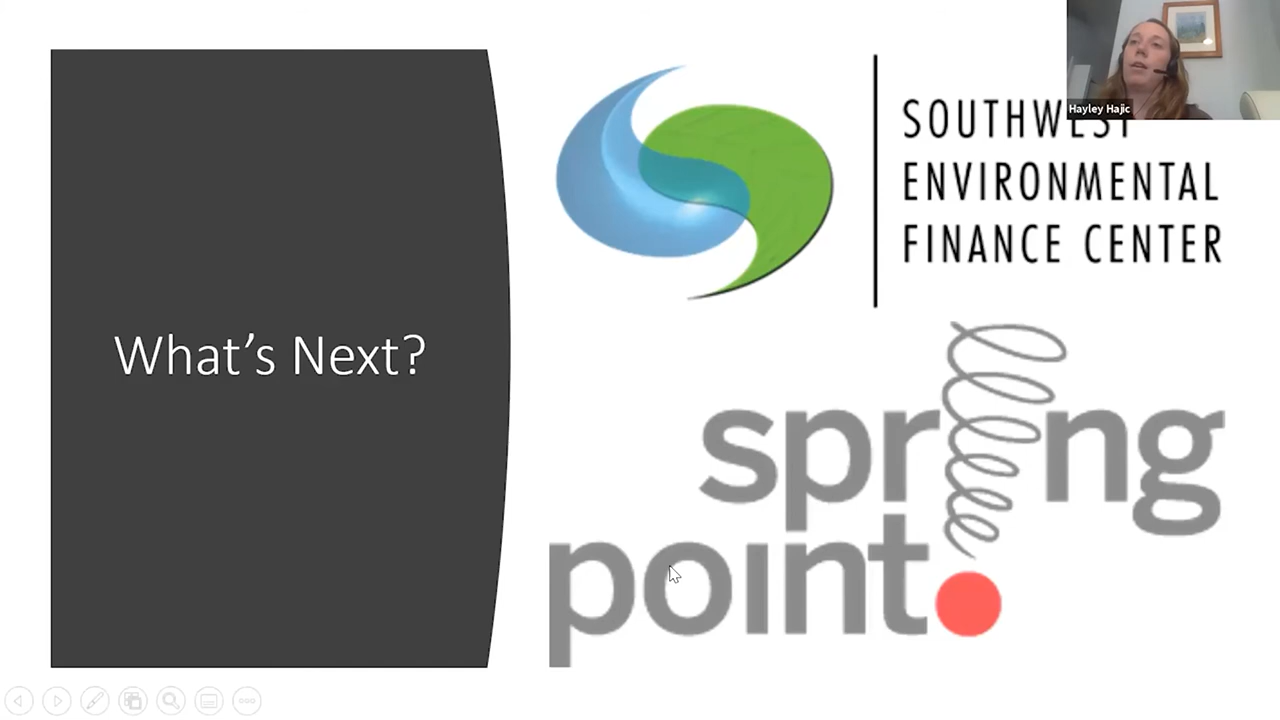 What's Next?
SOUTHWEST
ENVIRONMENTAL
FINANCE CENTER
Hayley Hajic
spring
point.